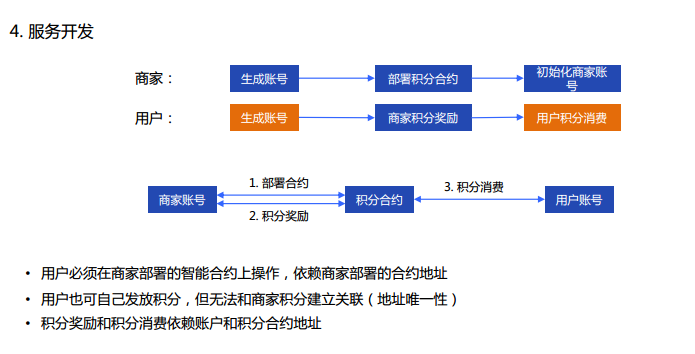 4. 服务开发
商家：
生成账号
部署积分合约
初始化商家账
号
用户：
生成账号
商家积分奖励
用户积分消费
1. 部署合约
3. 积分消费
商家账号
积分合约
用户账号
2. 积分奖励
• 用户必须在商家部署的智能合约上操作，依赖商家部署的合约地址
• 用户也可自己发放积分，但无法和商家积分建立关联（地址唯一性）
• 积分奖励和积分消费依赖账户和积分合约地址